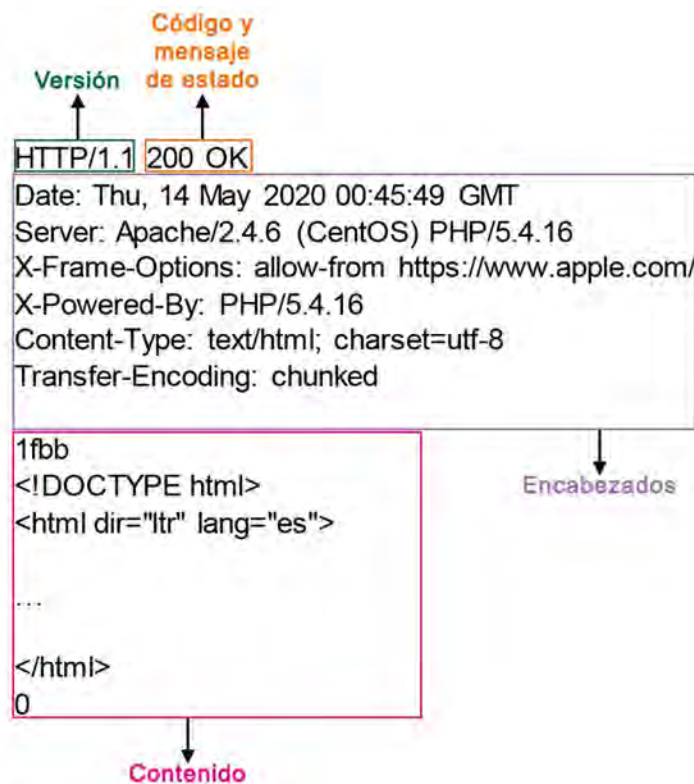 Código y
mensaje
de estado
Versión
HTTP/1.1 200 OK
Date: Thu, 14 May 2020 00:45:49 GMT
Server: Apache/2.4.6 (CentOS) PHP/5.4.16
X-Frame-Options: allow-from https://www.apple.com/
X-Powered-By: PHP/5.4.16
Content-Type: text/html; charset=utf-8
Transfer-Encoding: chunked
Encabezados
1fbb
<!DOCTYPE html>
<html dir="ltr" lang="es">
...
</html>
0
Contenido